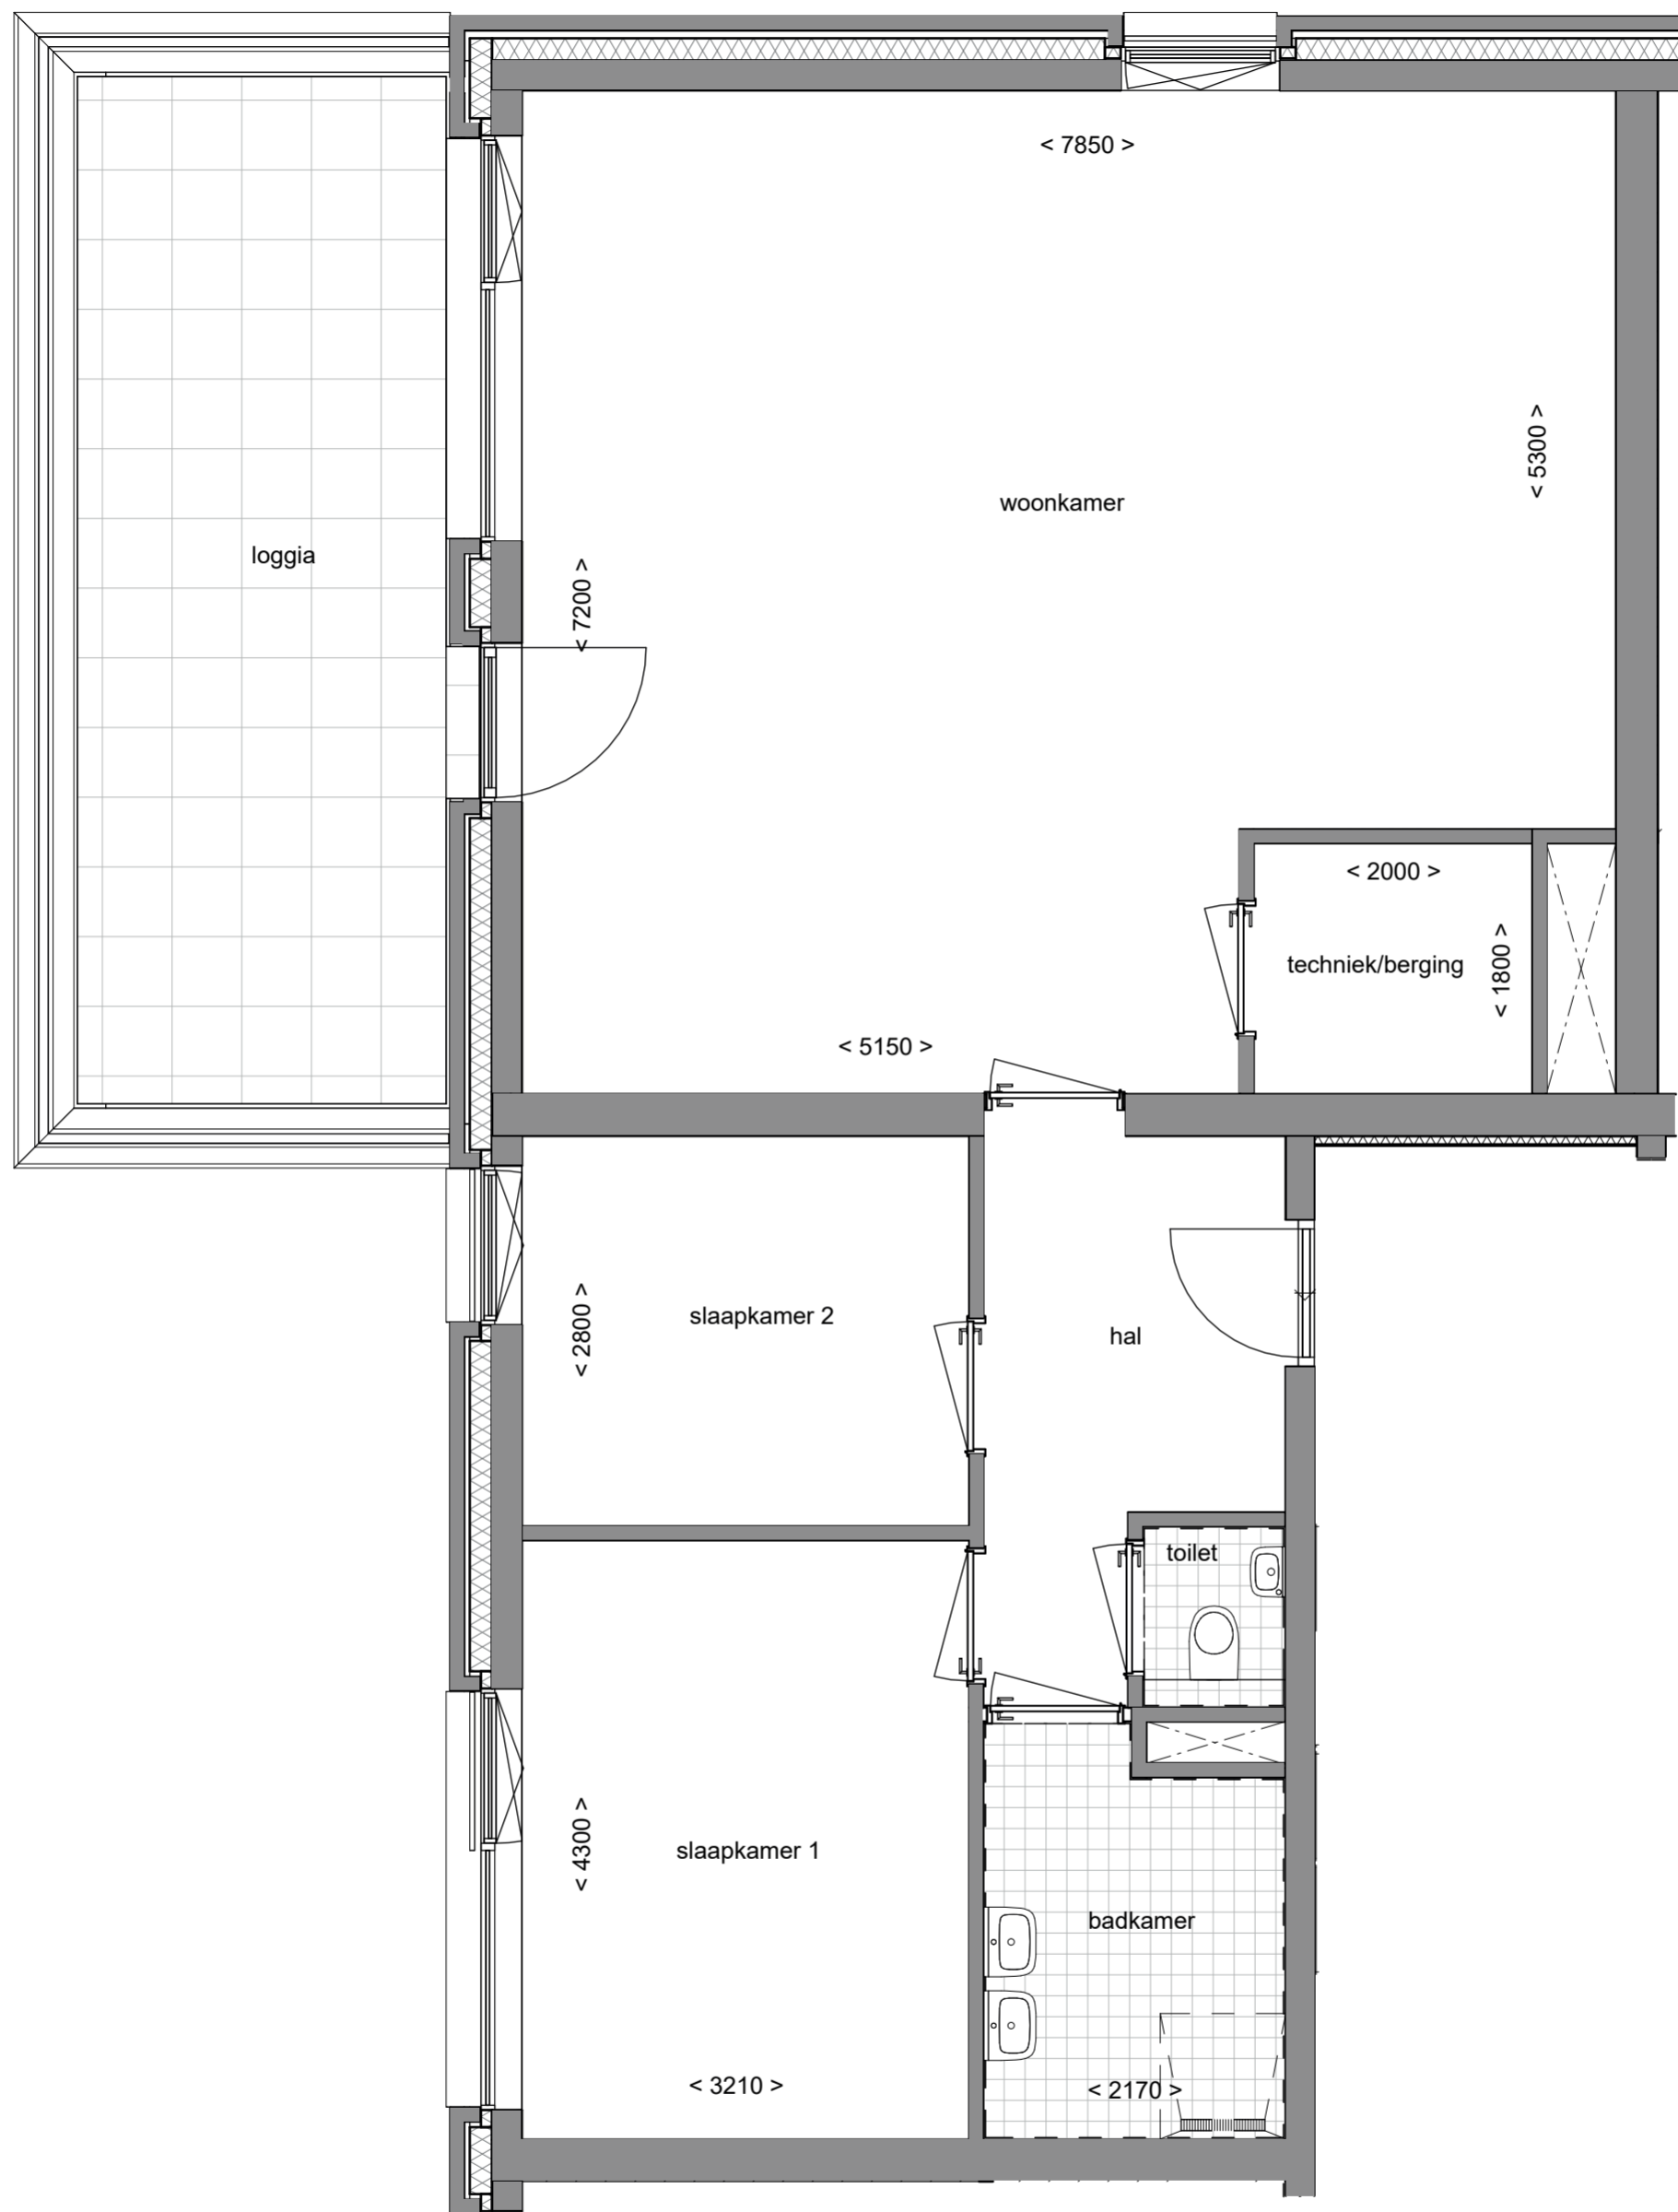 < 7850 >
< 5300 >
woonkamer
loggia
< 7200 >
< 2000 >
techniek/berging
< 1800 >
< 5150 >
slaapkamer 2
< 2800 >
hal
toilet
slaapkamer 1
< 4300 >
badkamer
< 3210 >
< 2170 >